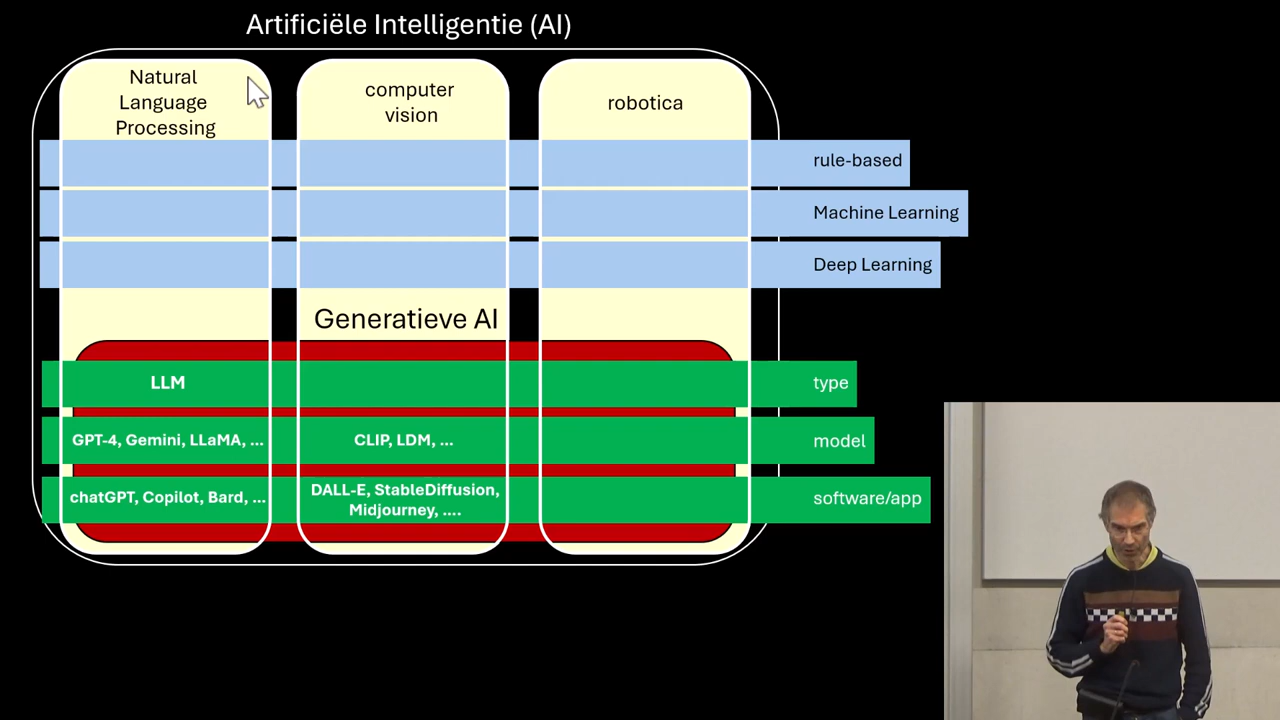 Artificiële Intelligentie (AI)
Natural
Language
Processing
computer
vision
robotica
rule-based
Machine Learning
Deep Learning
Generatieve AI
LLM
type
GPT-4, Gemini, LLaMA, ...
CLIP, LDM, ...
model
chatGPT, Copilot, Bard, ...
DALL-E, StableDiffusion,
Midjourney, ....
software/app